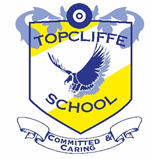 TOPCLIFFE
SCHOOL
COMMITTED &
CARING